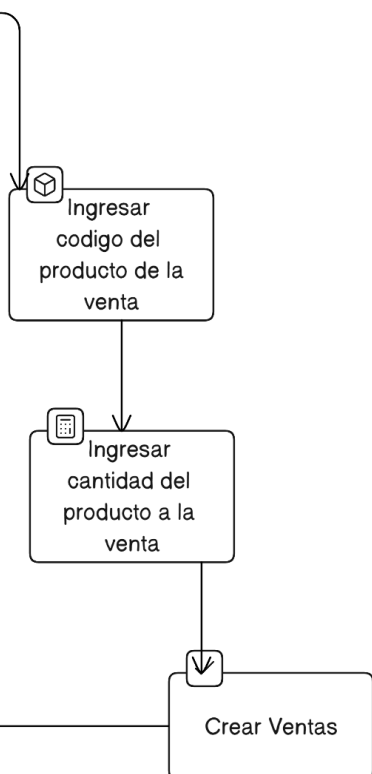 Ingresar
codigo del
producto de la
venta
Ingresar
cantidad del
producto a la
venta
Crear Ventas